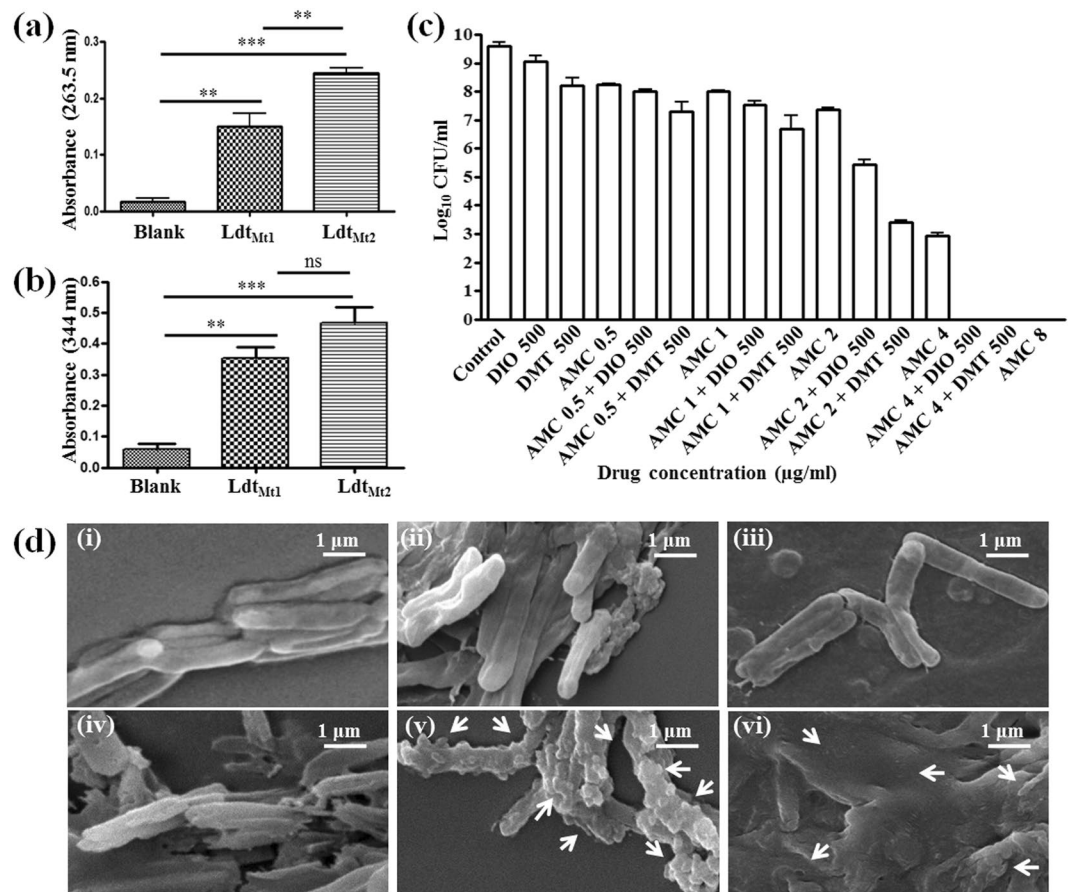 (a)
**
***
**
Absorbance (263.5 nm)
0.3
0.2
0.1
0.0
Blank
LdtMt1
LdtMt2
(b)
ns
***
**
Absorbance (344 nm)
0.6
0.5
0.4
0.3
0.2
0.1
0.0
Blank
LdtMt1
LdtMt2
(c)
Log10 CFU/ml
10
9
8
7
6
5
4
3
2
1
0
Control
DIO 500
DMT 500
AMC 0.5
AMC 0.5 + DIO 500
AMC 0.5 + DMT 500
AMC 1
AMC 1 + DIO 500
AMC 1 + DMT 500
AMC 2
AMC 2 + DIO 500
AMC 2 + DMT 500
AMC 4
AMC 4 + DIO 500
AMC 4 + DMT 500
AMC 8
Drug concentration (µg/ml)
(d)
(i)
1 µm
(ii)
1 µm
(iii)
1 µm
(iv)
1 µm
(v)
1 µm
(vi)
1 µm